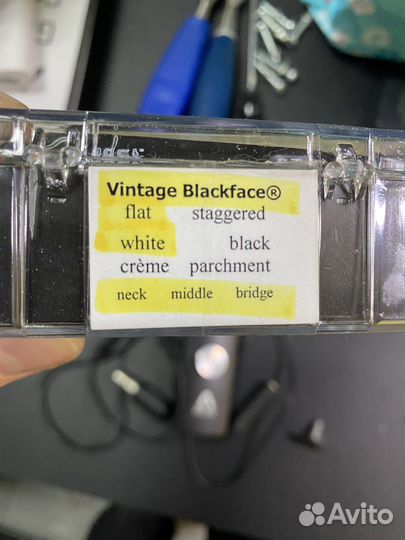 Vintage Blackface®
flat staggered
white black
crème parchment
neck middle bridge
Avito